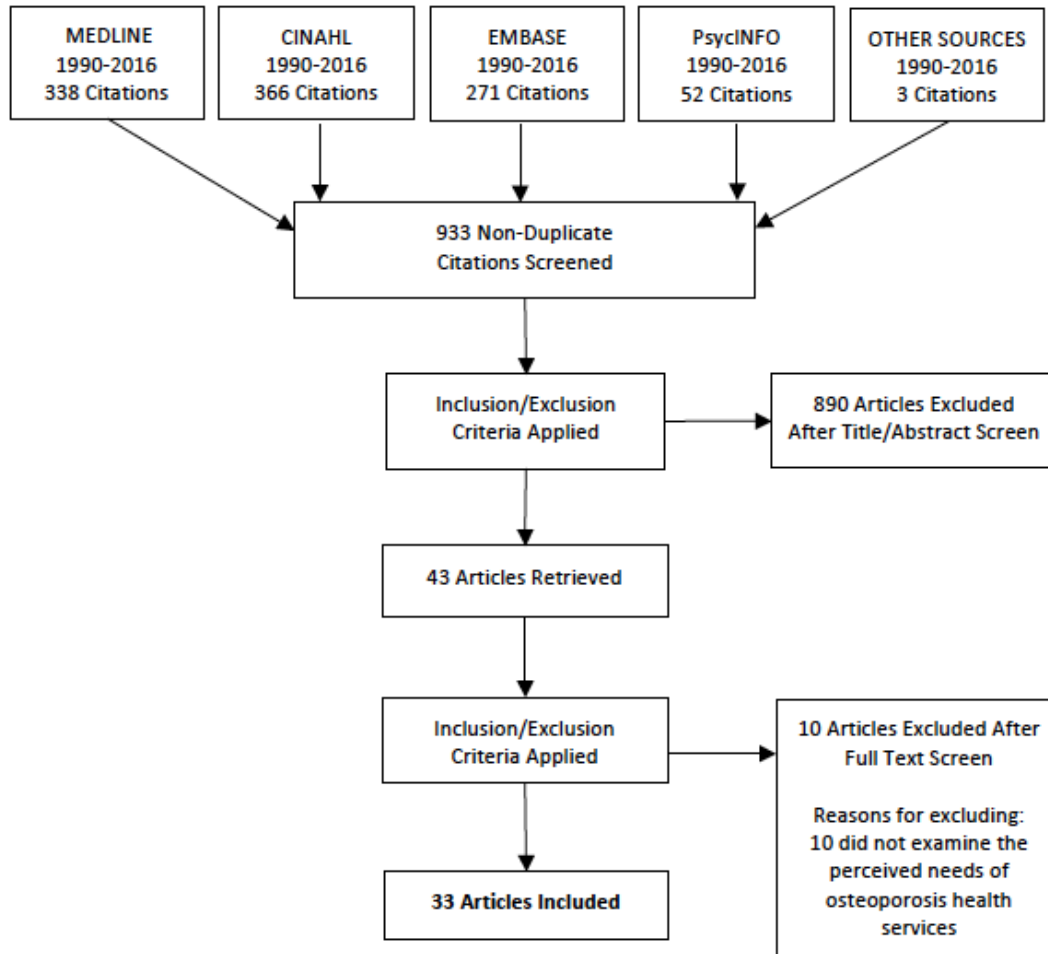 MEDLINE
1990-2016
338 Citations
CINAHL
1990-2016
366 Citations
EMBASE
1990-2016
271 Citations
PsycINFO
1990-2016
52 Citations
OTHER SOURCES
1990-2016
3 Citations
933 Non-Duplicate
Citations Screened
Inclusion/Exclusion
Criteria Applied
890 Articles Excluded
After Title/Abstract Screen
43 Articles Retrieved
Inclusion/Exclusion
Criteria Applied
10 Articles Excluded After
Full Text Screen
Reasons for excluding:
10 did not examine the
perceived needs of
osteoporosis health
services
33 Articles Included